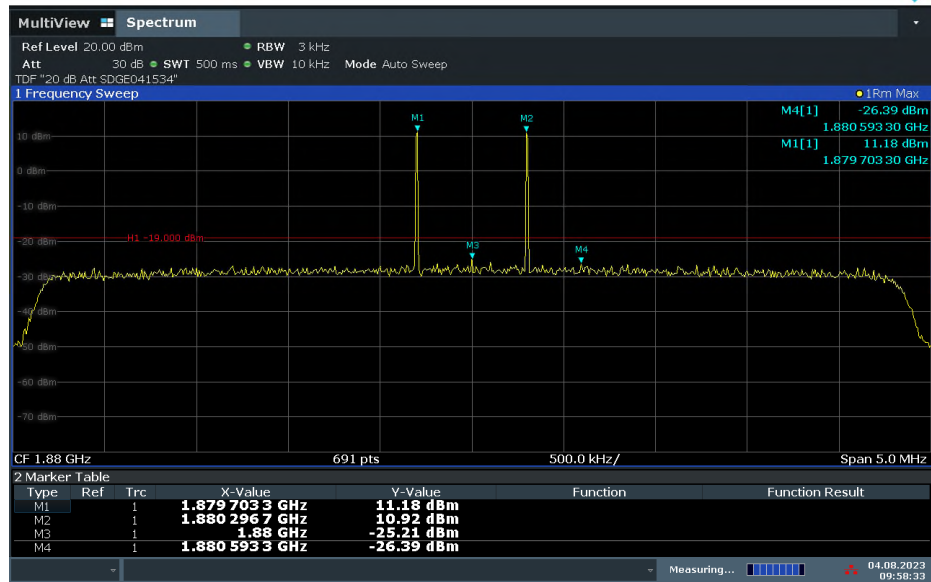 MultiView Spectrum
Ref Level 20.00 dBm RBW 3 kHz
Att 30 dB SWT 500 ms VBW 10 kHz Mode Auto Sweep
TDF "20 dB Att SDGE041534"
1 Frequency Sweep 1Rm Max
M4[1] -26.39 dBm
1.880 593 30 GHz
M1[1] 11.18 dBm
1.879 703 30 GHz
M1
M2
10 dBm
0 dBm
-10 dBm
H1 -19.000 dBm
-20 dBm
M3
M4
-30 dBm
-40 dBm
-50 dBm
-60 dBm
-70 dBm
CF 1.88 GHz 691 pts 500.0 kHz/ Span 5.0 MHz
2 Marker Table
Type Ref Trc X-Value Y-Value Function Function Result
M1 1 1.879 703 3 GHz 11.18 dBm
M2 1 1.880 296 7 GHz 10.92 dBm
M3 1 1.88 GHz -25.21 dBm
M4 1 1.880 593 3 GHz -26.39 dBm
Measuring... 04.08.2023
09:58:33